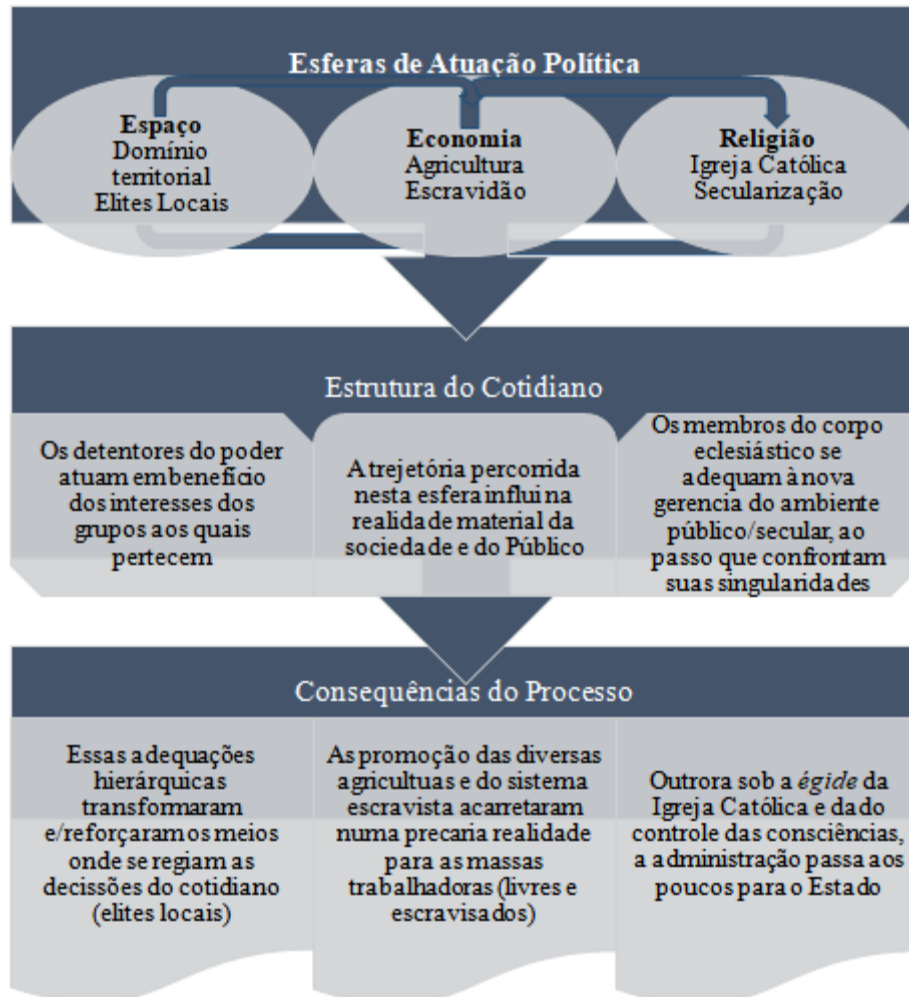 Esferas de Atuação Política
Espaço
Domínio
territorial
Elites Locais
Economia
Agricultura
Escravidão
Religião
Igreja Católica
Secularização
Estrutura do Cotidiano
Os detentores do poder
atuam em benefício
dos interesses dos
grupos aos quais
pertecem
A trejetória percorrida
nesta esfera influi na
realidade material da
sociedade e do Público
Os membros do corpo
eclesiástico se
adequam à nova
gerencia do ambiente
público/secular, ao
passo que confrontam
suas singularidades
Consequências do Processo
Essas adequações
hierárquicas
transformaram
e/reforçaram os meios
onde se regiam as
decissões do cotidiano
(elites locais)
As promoção das diversas
agricultuas e do sistema
escravista acarretaram
numa precaria realidade
para as massas
trabalhadoras (livres e
escravisados)
Outrora sob a égide da
Igreja Católica e da do
controle das consciências,
a administração passa aos
poucos para o Estado